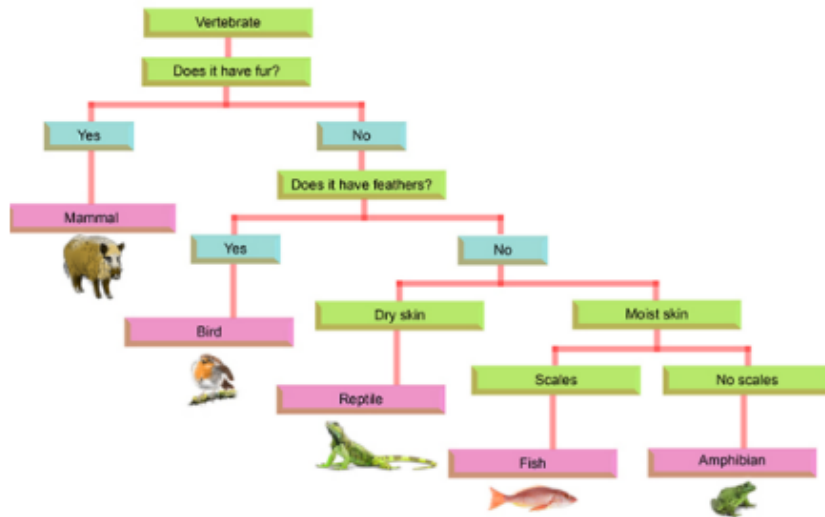 Vertebrate
Does it have fur?
Yes
No
Does it have feathers?
Mammal
Yes
No
Dry skin
Moist skin
Bird
Scales
No scales
Reptile
Fish
Amphibian